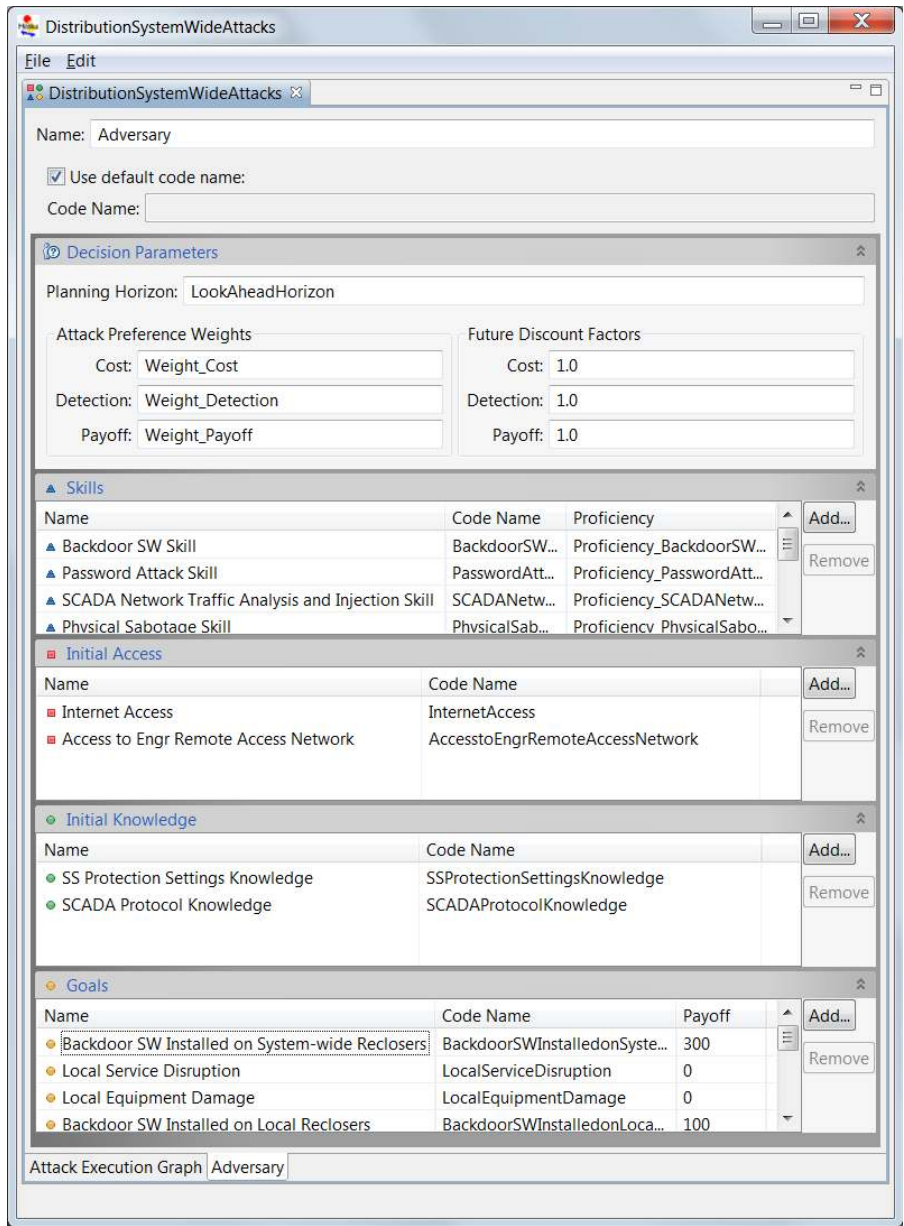 DistributionSystemWideAttacks
File Edit
DistributionSystemWideAttacks
Name: Adversary
Use default code name:
Code Name:
Decision Parameters
Planning Horizon: LookAheadHorizon
Attack Preference Weights Future Discount Factors
Cost: Weight_Cost Cost: 1.0
Detection: Weight_Detection Detection: 1.0
Payoff: Weight_Payoff Payoff: 1.0
Skills
Name Code Name Proficiency Add...
Backdoor SW Skill BackdoorSW... Proficiency_BackdoorSW...
Remove
Password Attack Skill PasswordAtt... Proficiency_PasswordAtt...
SCADA Network Traffic Analysis and Injection Skill SCADANetw... Proficiency_SCADANetw...
Physical Sabotage Skill PhysicalSab... Proficiency_PhysicalSabo...
Initial Access
Name Code Name Add...
Internet Access InternetAccess
Remove
Access to Engr Remote Access Network AccesstoEngrRemoteAccessNetwork
Initial Knowledge
Name Code Name Add...
SS Protection Settings Knowledge SSProtectionSettingsKnowledge
Remove
SCADA Protocol Knowledge SCADAProtocolKnowledge
Goals
Name Code Name Payoff Add...
Backdoor SW Installed on System-wide Reclosers BackdoorSWInstalledonSyste... 300
Remove
Local Service Disruption LocalServiceDisruption 0
Local Equipment Damage LocalEquipmentDamage 0
Backdoor SW Installed on Local Reclosers BackdoorSWInstalledonLoca... 100
Attack Execution Graph Adversary